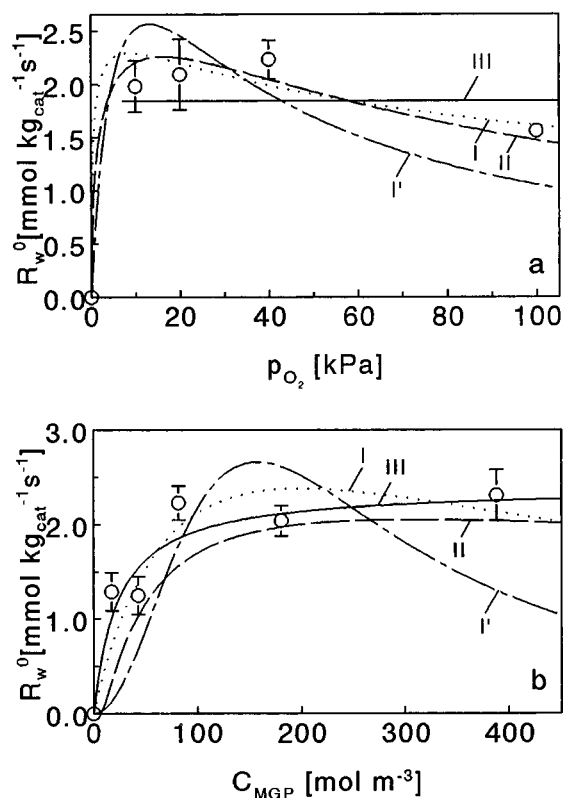 R_w^0 [mmol kg_cat^-1 s^-1]
2.5
2.0
1.5
1.0
0.5
0.0
III
I
II
I'
a
0
20
40
60
80
100
p_O2 [kPa]
R_w^0 [mmol kg_cat^-1 s^-1]
3.0
2.0
1.0
0.0
I
III
II
I'
b
0
100
200
300
400
C_MGP [mol m^-3]